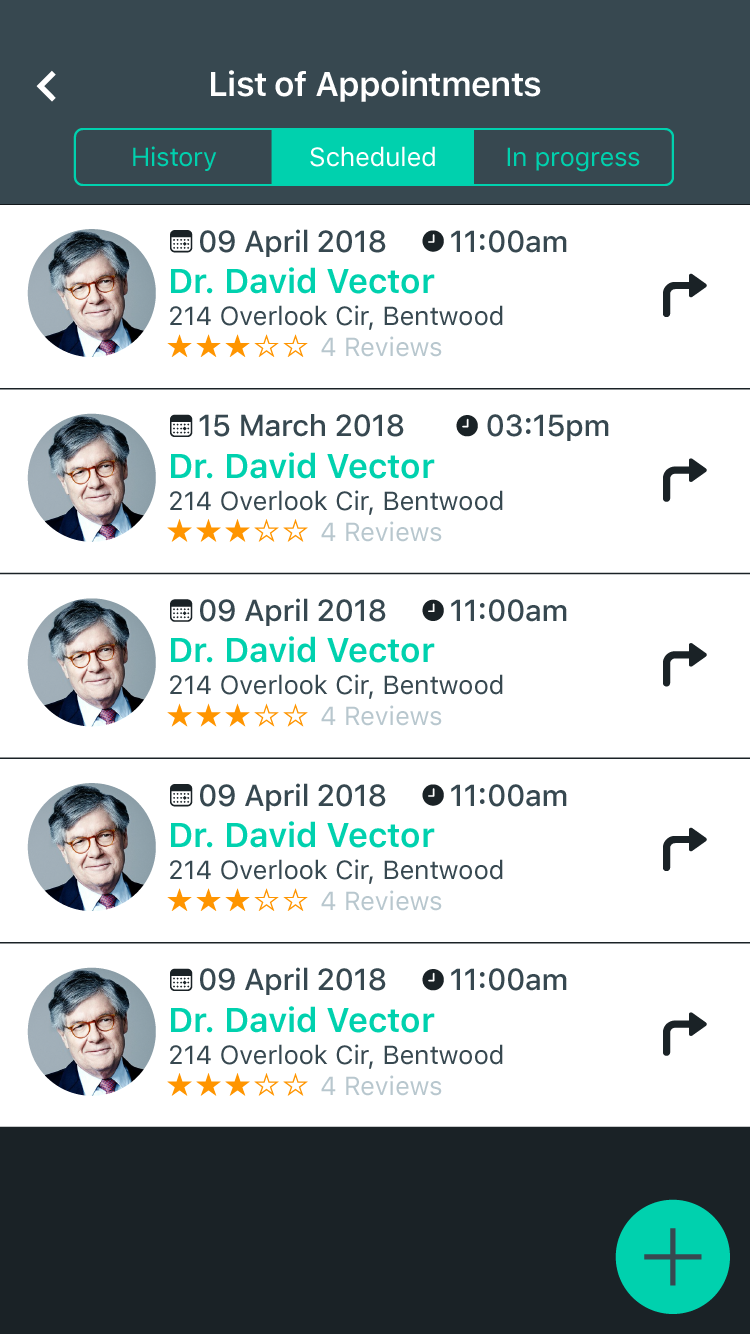 List of Appointments
History Scheduled In progress
09 April 2018 11:00am
Dr. David Vector
214 Overlook Cir, Bentwood
4 Reviews
15 March 2018 03:15pm
Dr. David Vector
214 Overlook Cir, Bentwood
4 Reviews
09 April 2018 11:00am
Dr. David Vector
214 Overlook Cir, Bentwood
4 Reviews
09 April 2018 11:00am
Dr. David Vector
214 Overlook Cir, Bentwood
4 Reviews
09 April 2018 11:00am
Dr. David Vector
214 Overlook Cir, Bentwood
4 Reviews